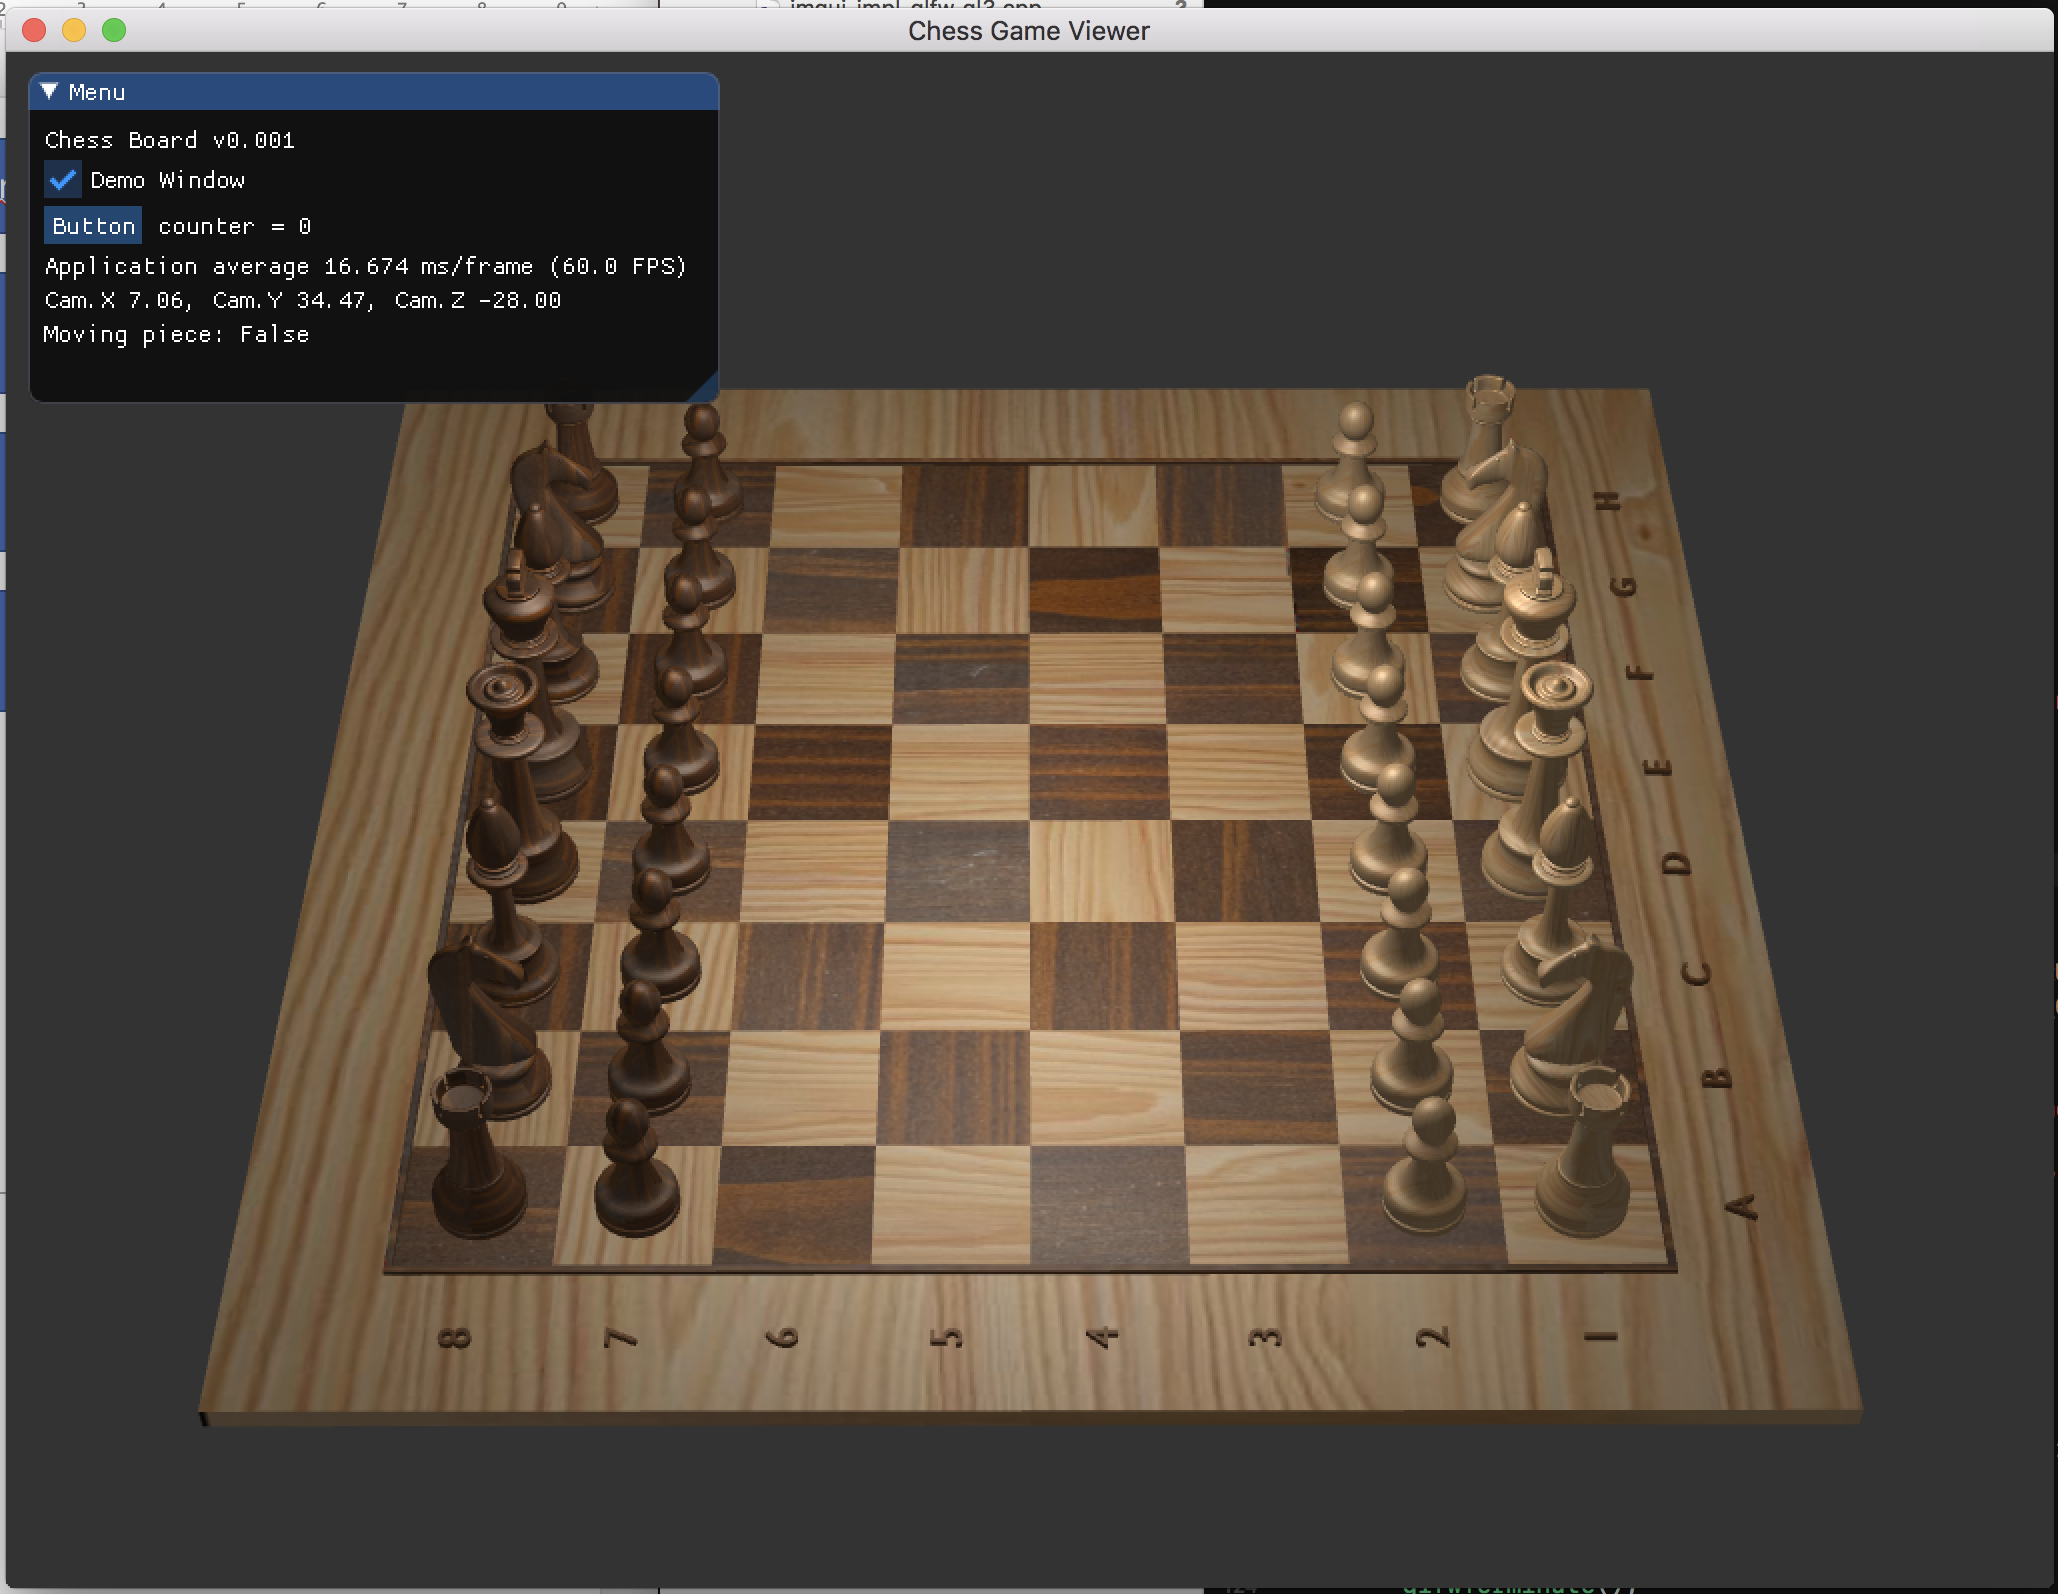 imgui_impl_glfw_gl3.cpp
Chess Game Viewer
Menu
Chess Board v0.001
Demo Window
Button counter = 0
Application average 16.674 ms/frame (60.0 FPS)
Cam.X 7.06, Cam.Y 34.47, Cam.Z -28.00
Moving piece: False
H
G
F
E
D
C
B
A
8 7 6 5 4 3 2 1